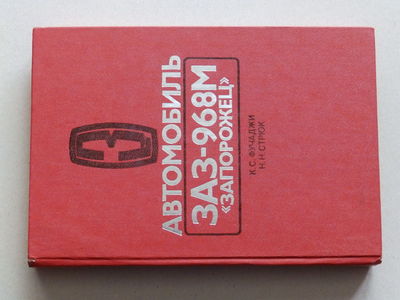 АВТОМОБИЛЬ
ЗАЗ-968М
«ЗАПОРОЖЕЦ»
К. С. ФУЧАДЖИ
Н. Н. СТРЮК